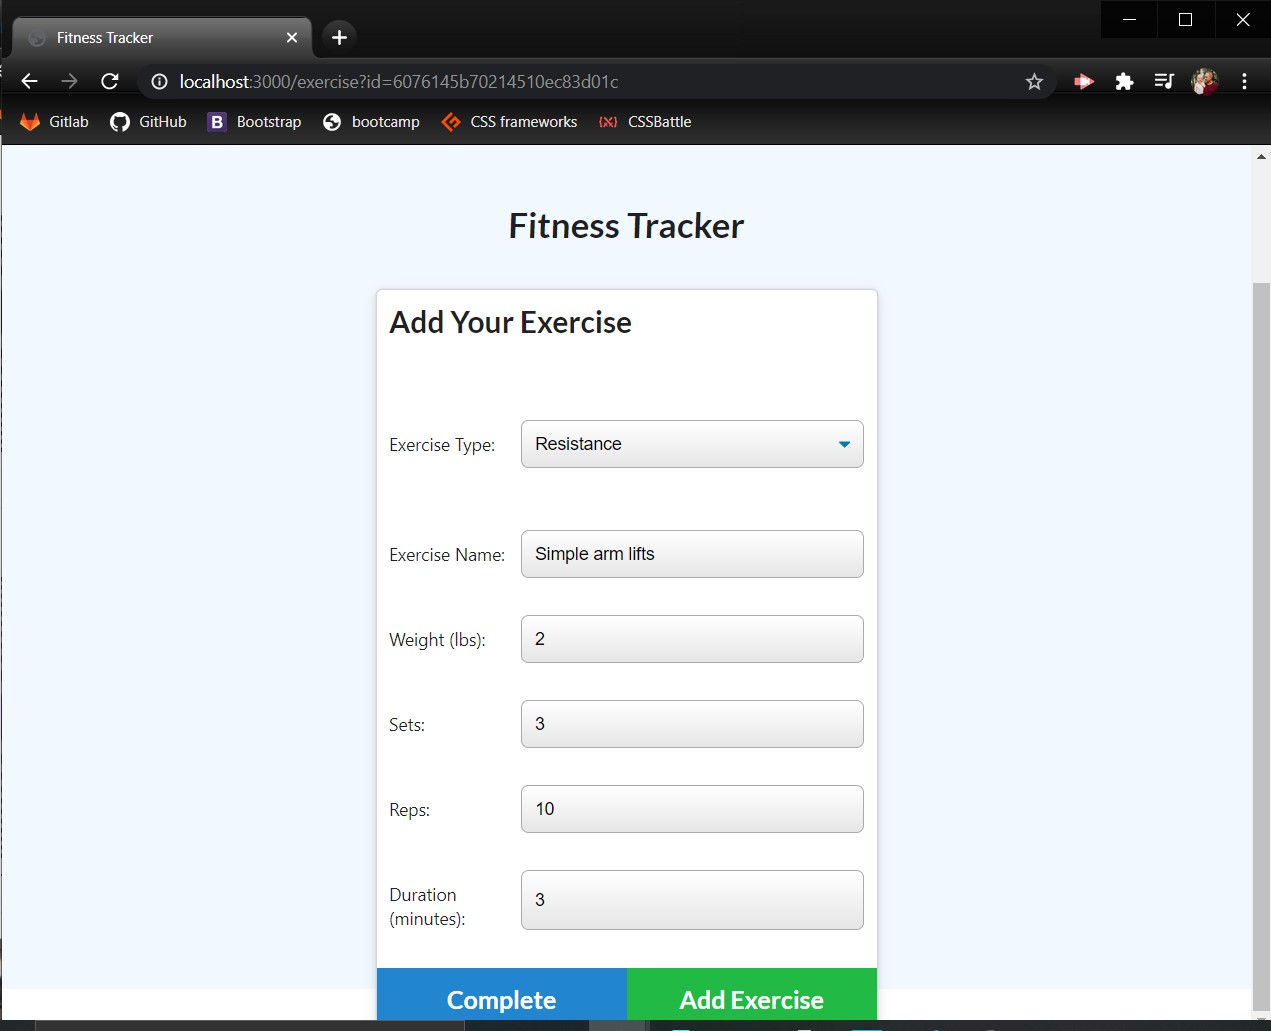 Fitness Tracker
localhost:3000/exercise?id=6076145b70214510ec83d01c
Gitlab GitHub B Bootstrap bootcamp CSS frameworks {X} CSSBattle
Fitness Tracker
Add Your Exercise
Exercise Type: Resistance
Exercise Name: Simple arm lifts
Weight (lbs): 2
Sets: 3
Reps: 10
Duration (minutes): 3
Complete Add Exercise